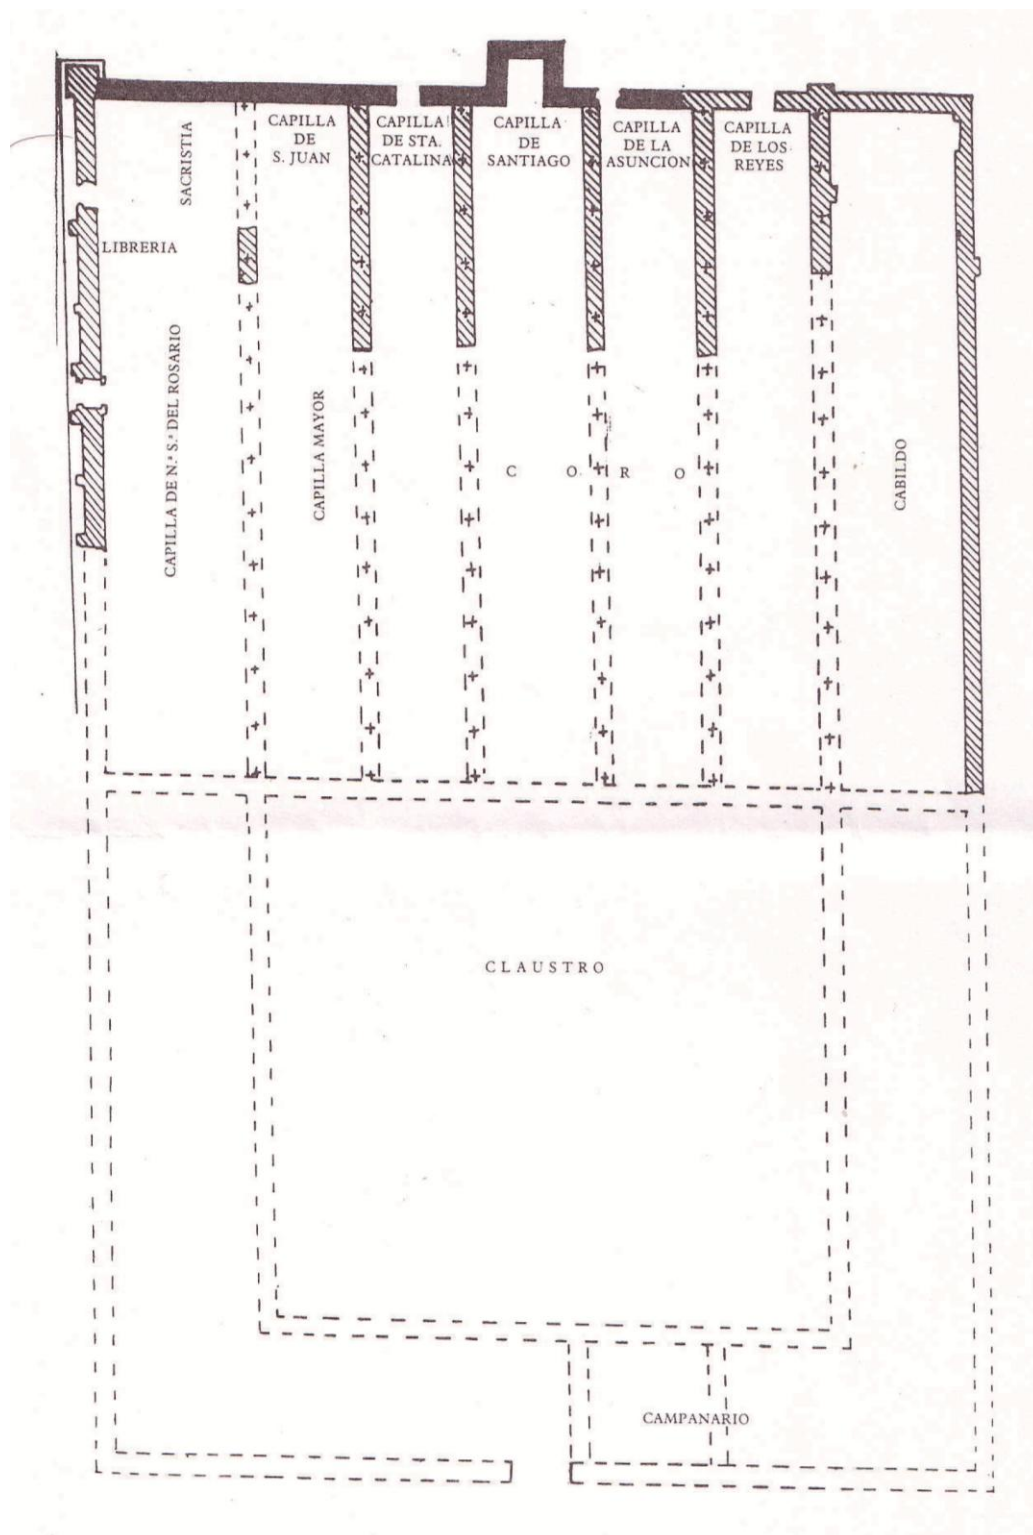 SACRISTIA
CAPILLA
DE
S. JUAN
CAPILLA
DE STA.
CATALINA
CAPILLA
DE
SANTIAGO
CAPILLA
DE LA
ASUNCION
CAPILLA
DE LOS
REYES
LIBRERIA
CAPILLA DE N.ª S.ª DEL ROSARIO
CAPILLA MAYOR
C O R O
CABILDO
CLAUSTRO
CAMPANARIO